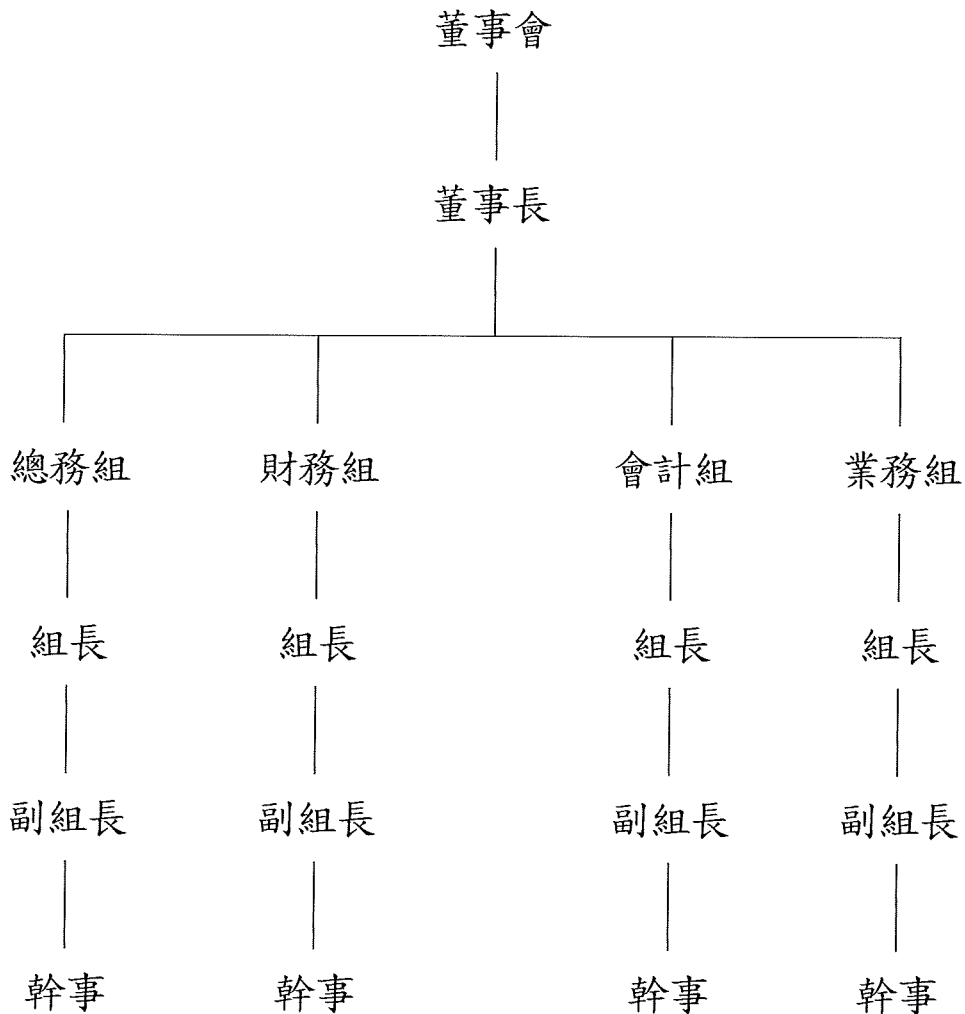 董事會
董事長
總務組 財務組 會計組 業務組
組長 組長 組長 組長
副組長 副組長 副組長 副組長
幹事 幹事 幹事 幹事